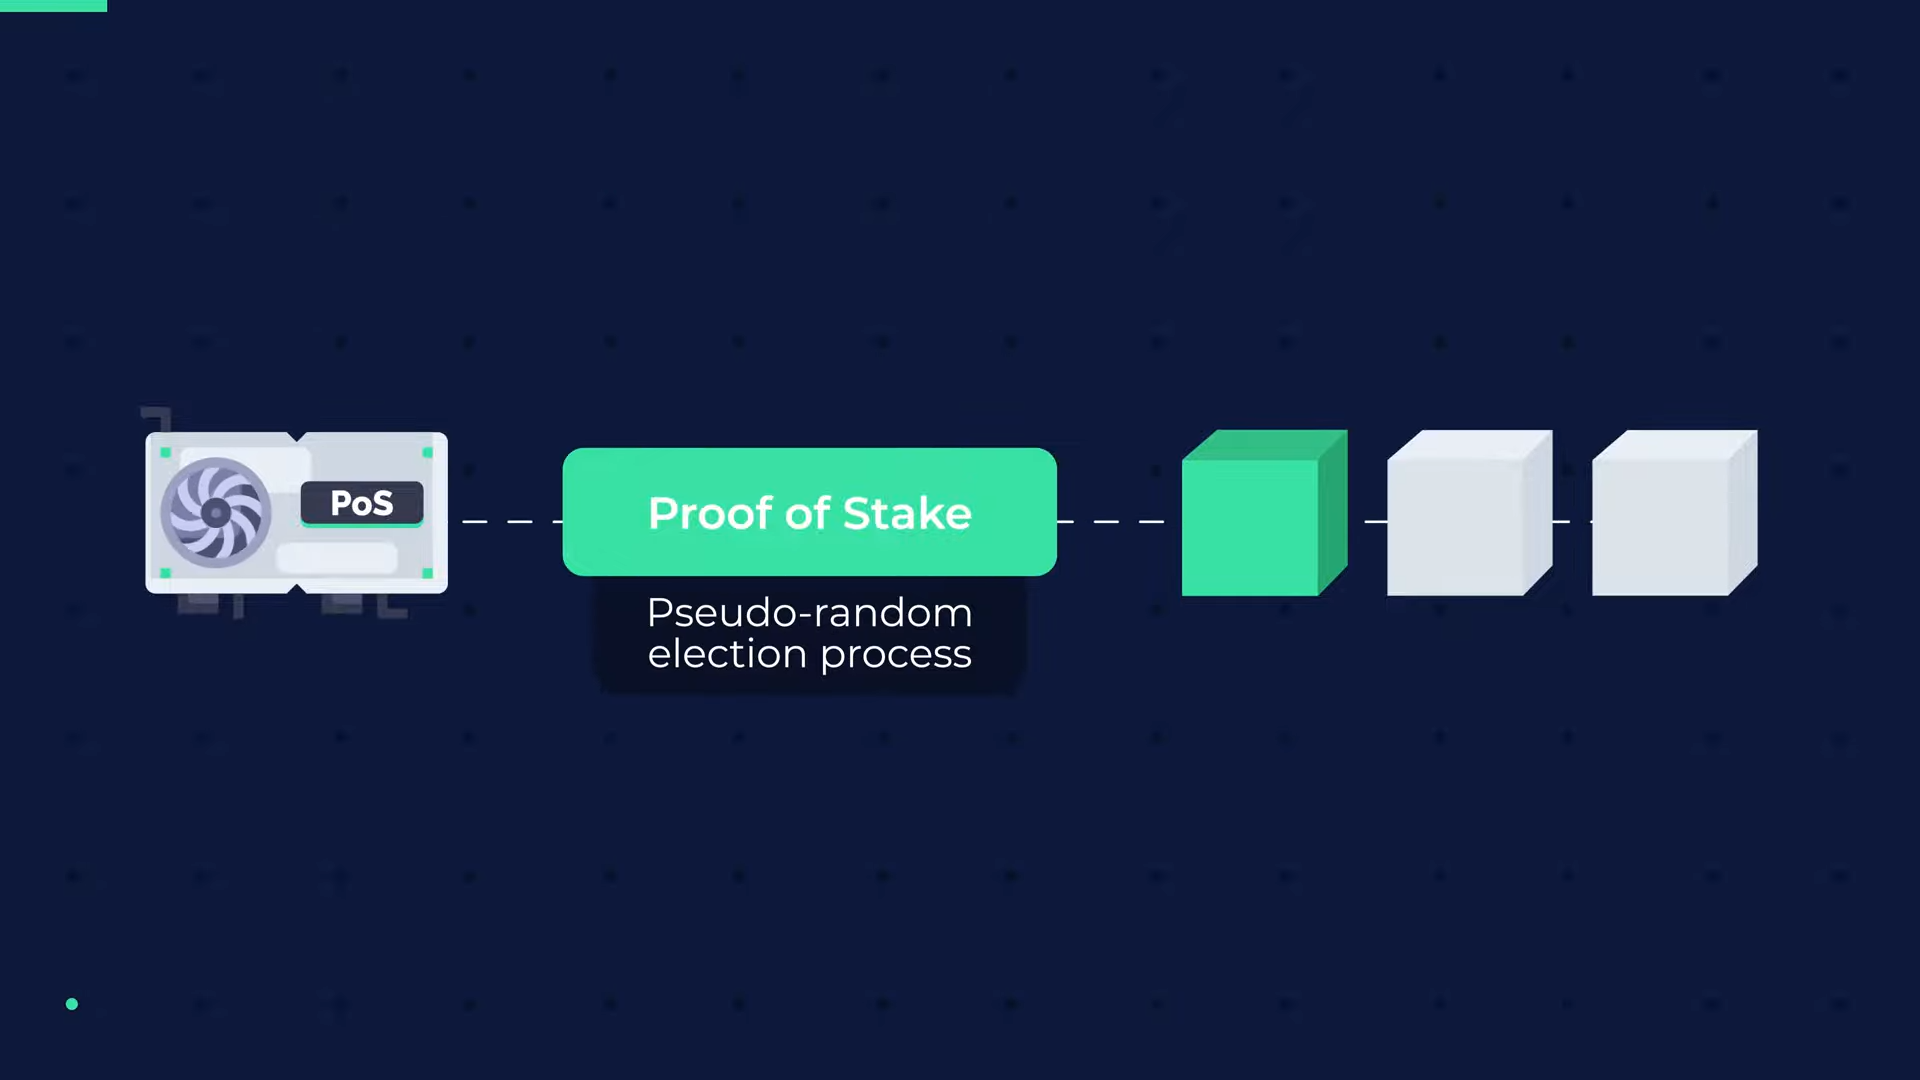 PoS
Proof of Stake
Pseudo-random
election process